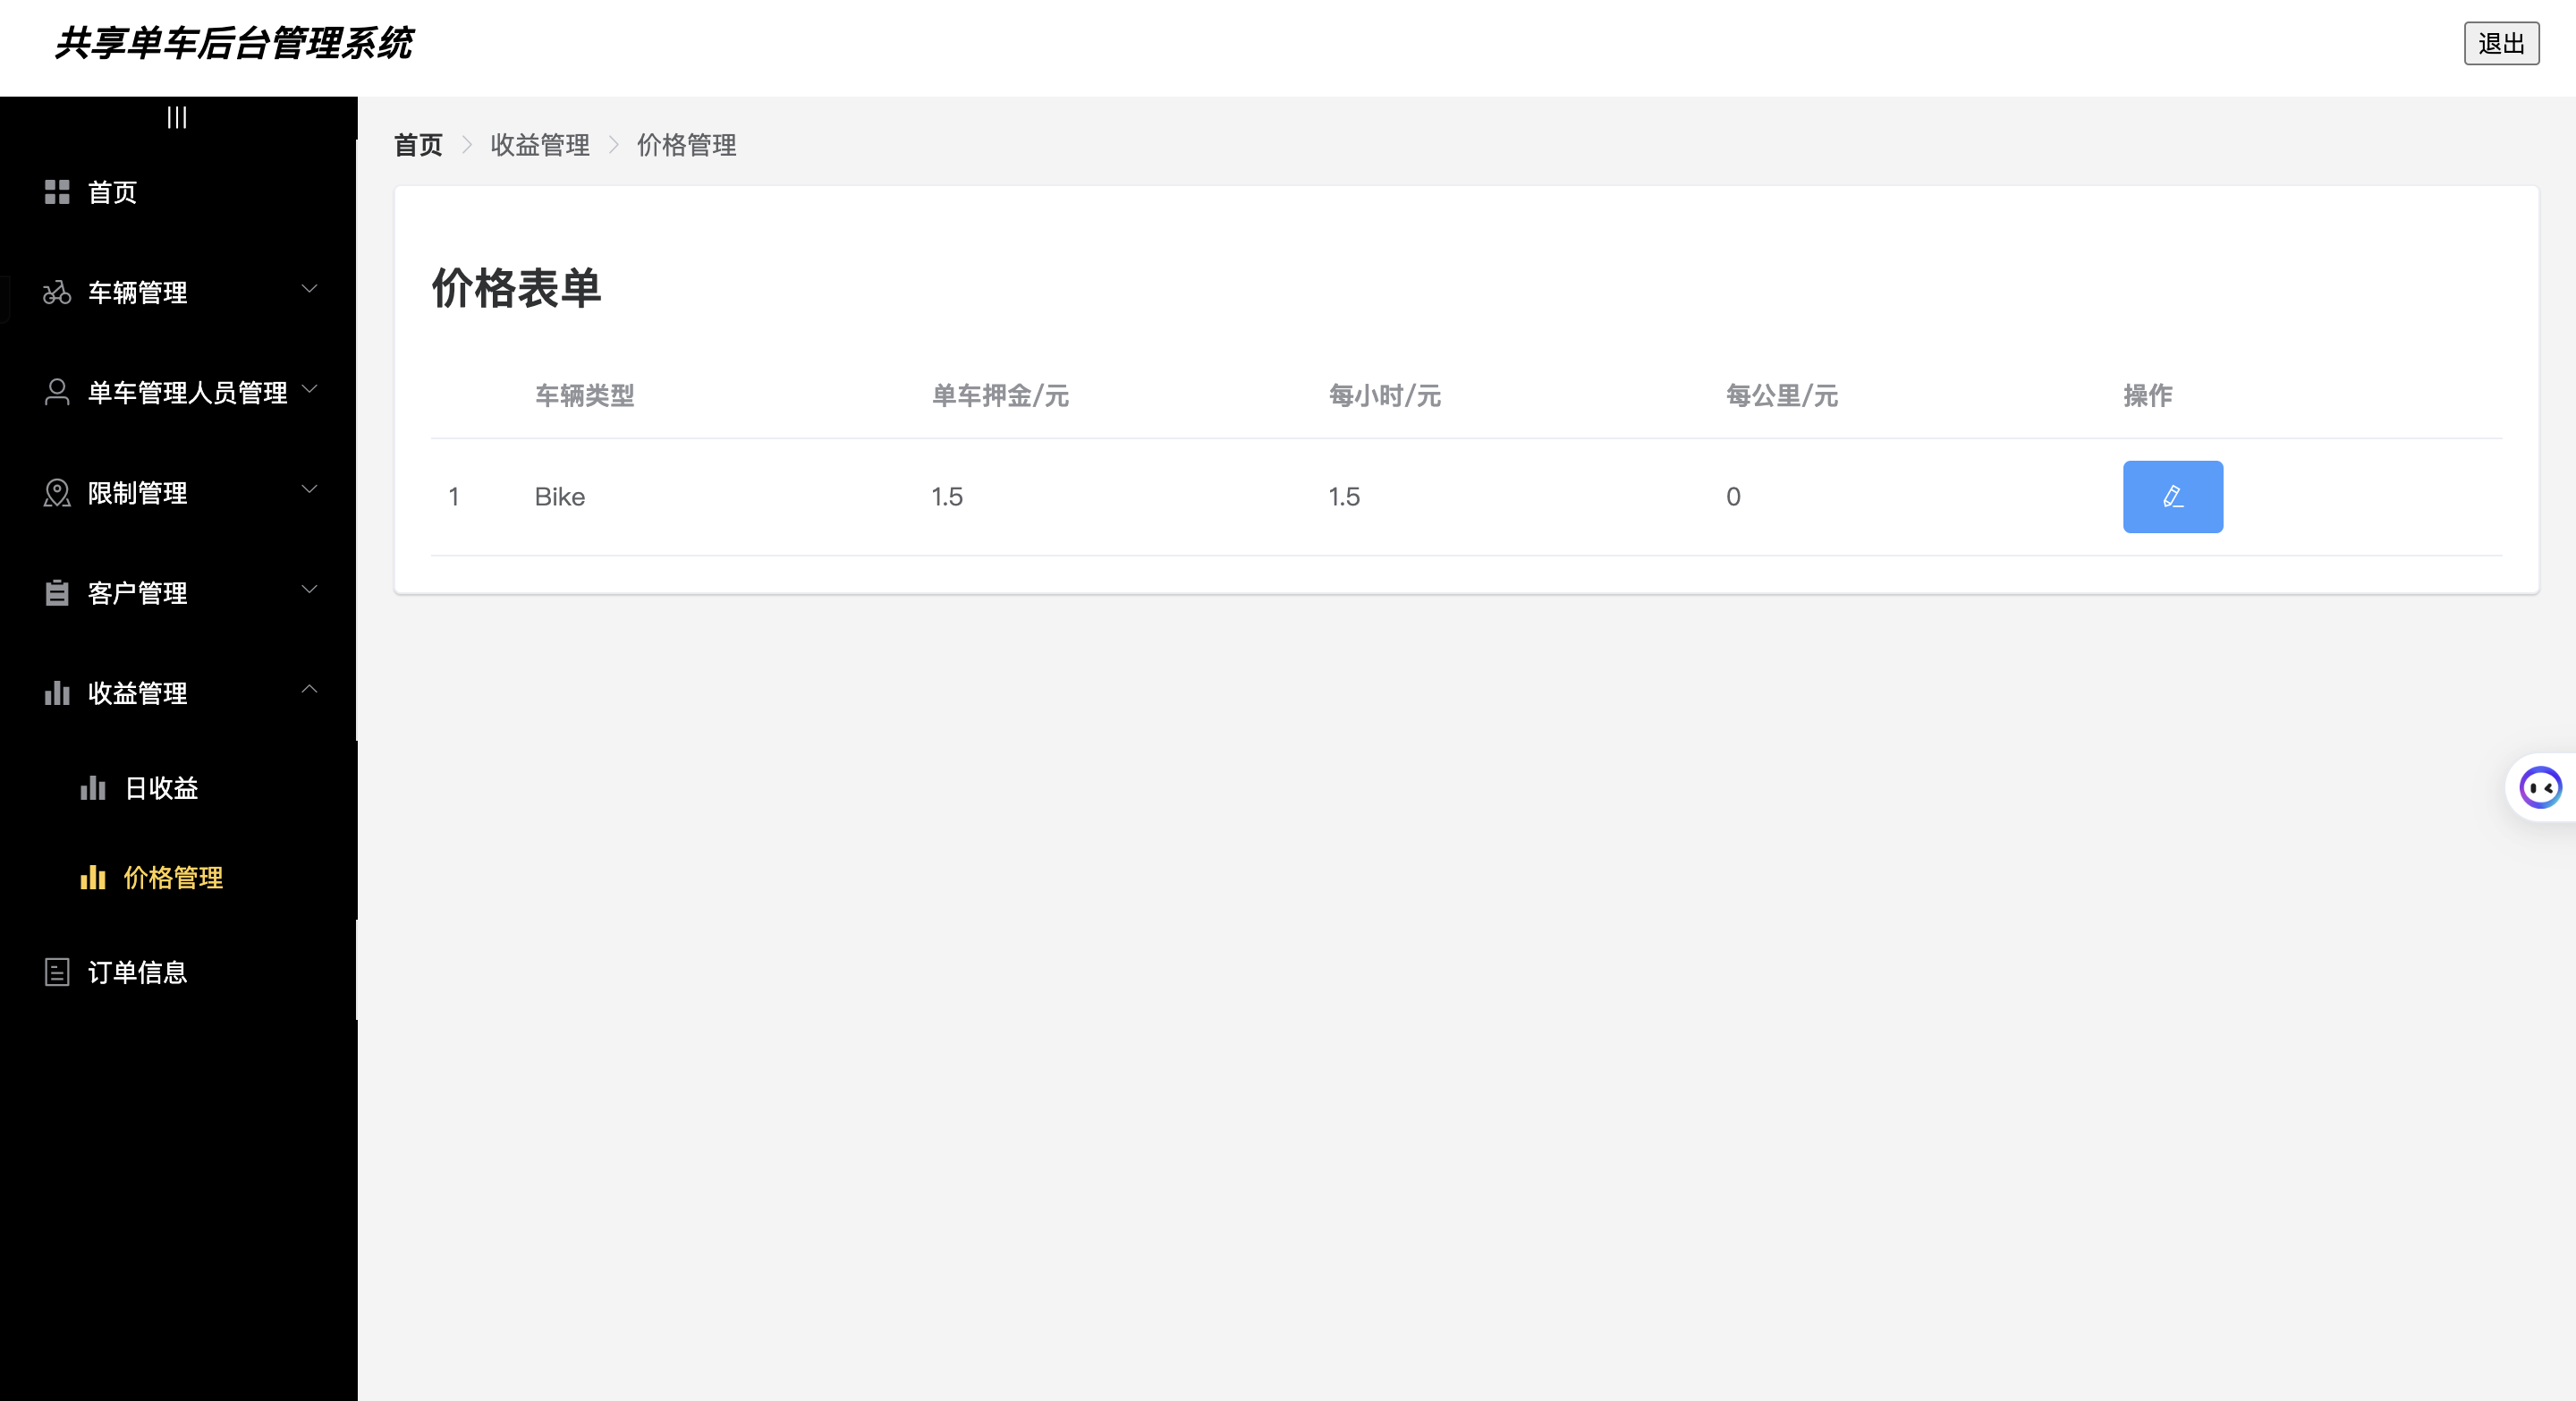 共享单车后台管理系统
退出
首页
车辆管理
单车管理人员管理
限制管理
客户管理
收益管理
日收益
价格管理
订单信息
首页 收益管理 价格管理
价格表单
车辆类型 单车押金/元 每小时/元 每公里/元 操作
1 Bike 1.5 1.5 0